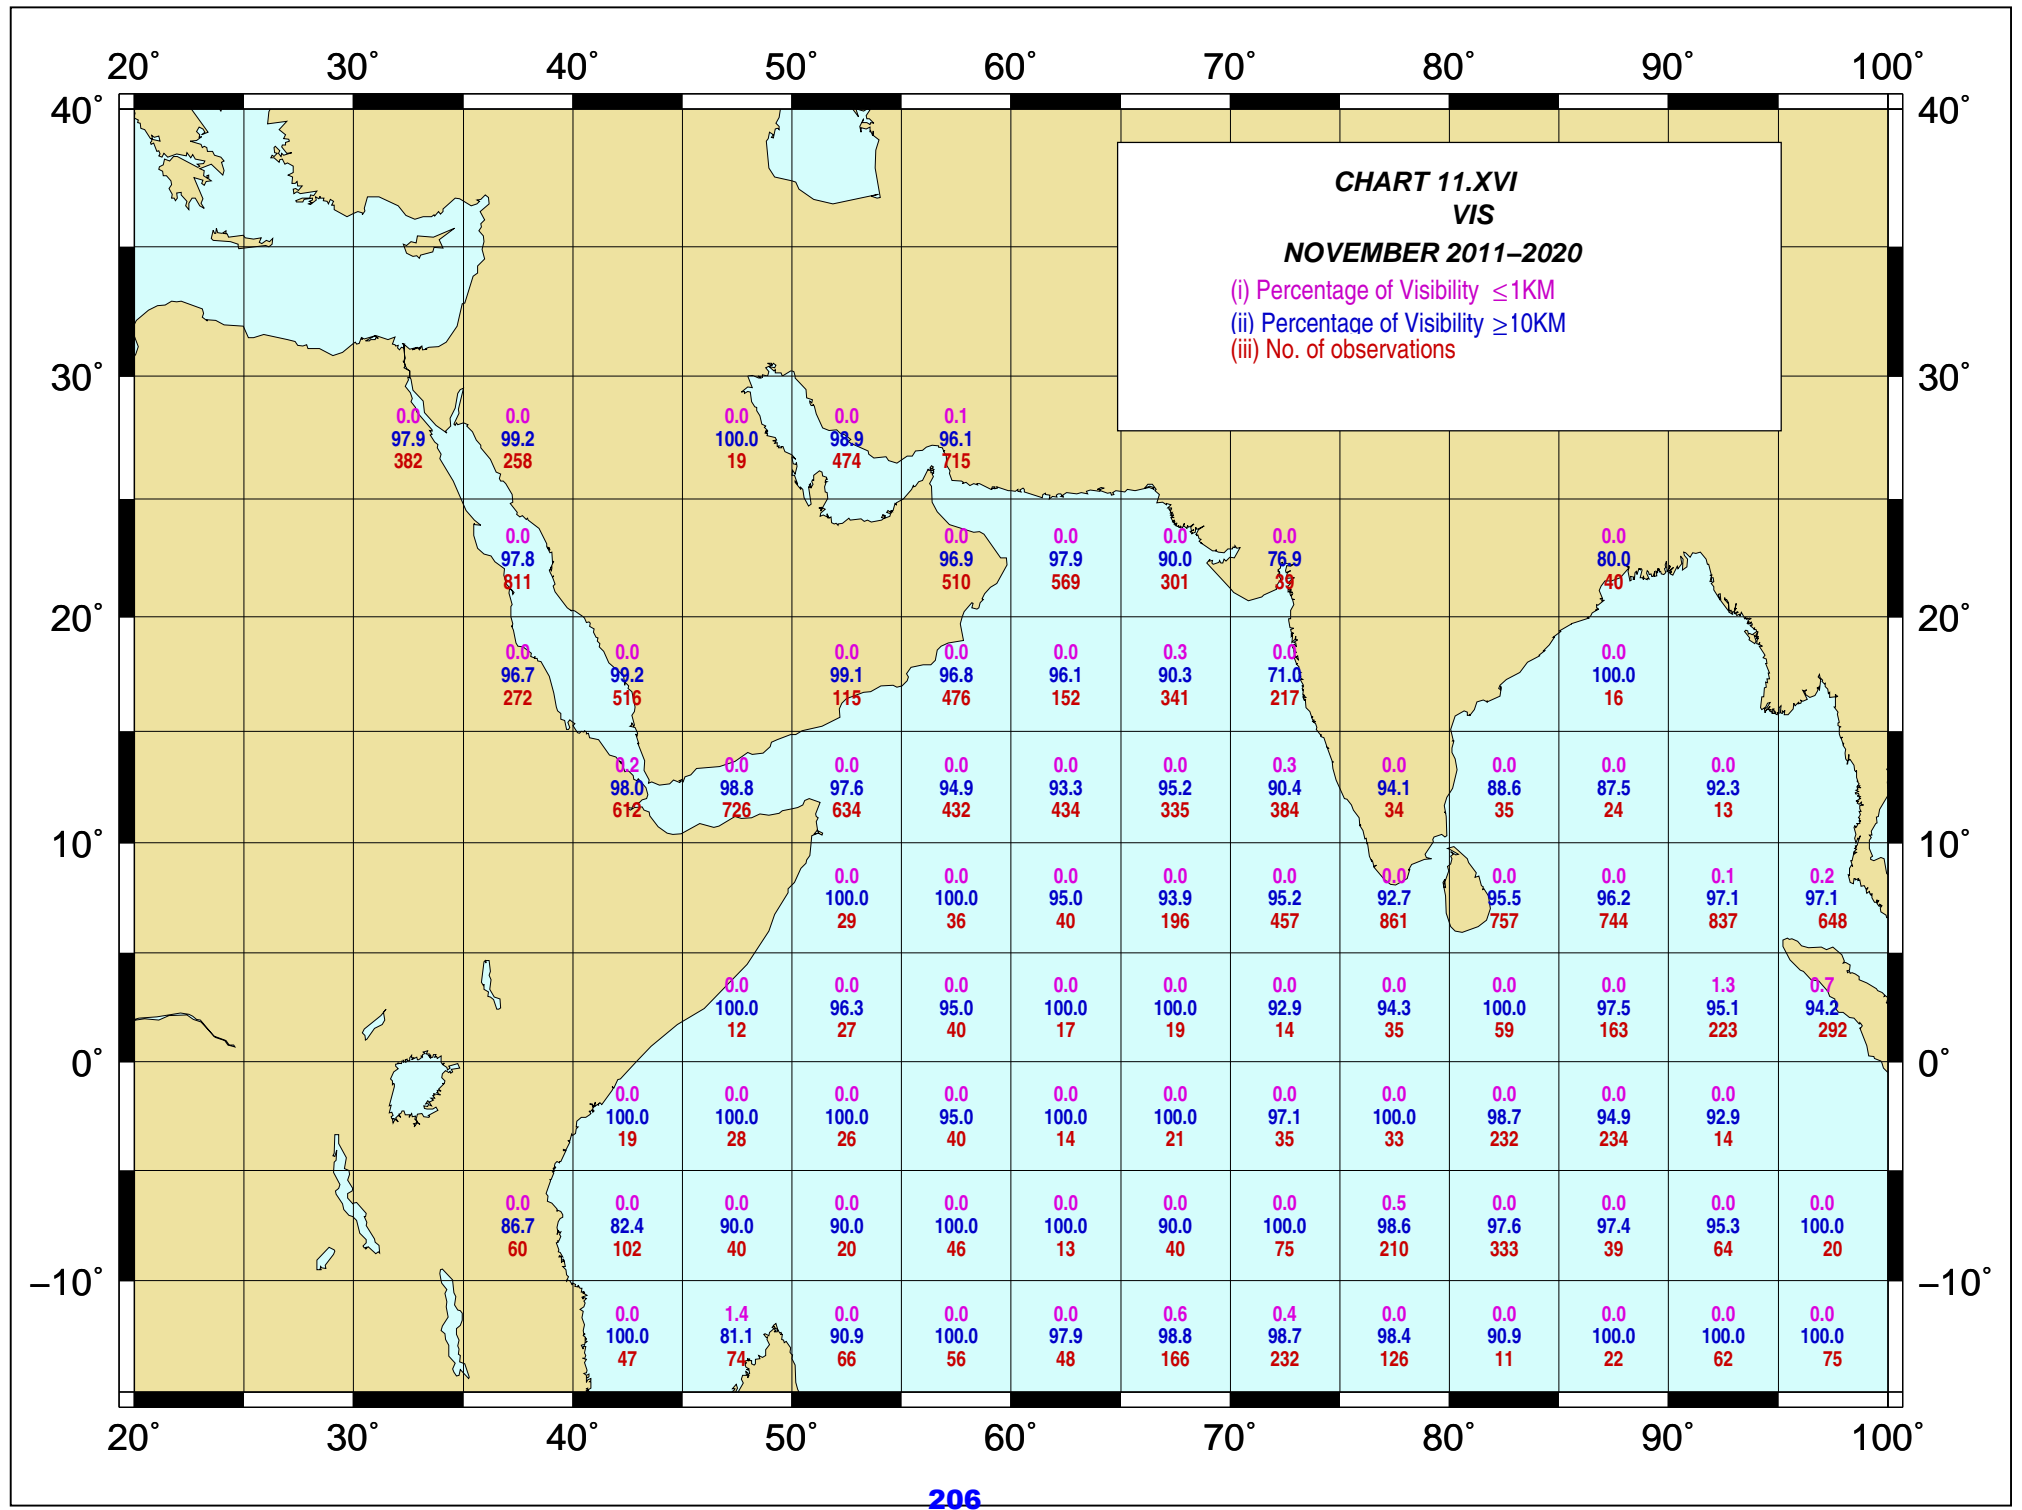 20° 30° 40° 50° 60° 70° 80° 90° 100°
40° 40°
CHART 11.XVI
VIS
NOVEMBER 2011–2020
(i) Percentage of Visibility ≤1KM
(ii) Percentage of Visibility ≥10KM
(iii) No. of observations
30° 30°
0.0 0.0 0.0 0.0 0.1
97.9 99.2 100.0 98.9 96.1
382 258 19 474 715
0.0 0.0 0.0 0.0 0.0 0.0
97.8 96.9 97.9 90.0 76.9 80.0
811 510 569 301 39 40
20° 20°
0.0 0.0 0.0 0.0 0.0 0.3 0.0 0.0
96.7 99.2 99.1 96.8 96.1 90.3 71.0 100.0
272 516 115 476 152 341 217 16
0.2 0.0 0.0 0.0 0.0 0.0 0.3 0.0 0.0 0.0 0.0
98.0 98.8 97.6 94.9 93.3 95.2 90.4 94.1 88.6 87.5 92.3
612 726 634 432 434 335 384 34 35 24 13
10° 10°
0.0 0.0 0.0 0.0 0.0 0.0 0.0 0.0 0.1 0.2
100.0 100.0 95.0 93.9 95.2 92.7 95.5 96.2 97.1 97.1
29 36 40 196 457 861 757 744 837 648
0.0 0.0 0.0 0.0 0.0 0.0 0.0 0.0 0.0 1.3 0.7
100.0 96.3 95.0 100.0 100.0 92.9 94.3 100.0 97.5 95.1 94.2
12 27 40 17 19 14 35 59 163 223 292
0° 0°
0.0 0.0 0.0 0.0 0.0 0.0 0.0 0.0 0.0 0.0 0.0
100.0 100.0 100.0 95.0 100.0 100.0 97.1 100.0 98.7 94.9 92.9
19 28 26 40 14 21 35 33 232 234 14
0.0 0.0 0.0 0.0 0.0 0.0 0.0 0.0 0.5 0.0 0.0 0.0 0.0
86.7 82.4 90.0 90.0 100.0 100.0 90.0 100.0 98.6 97.6 97.4 95.3 100.0
60 102 40 20 46 13 40 75 210 333 39 64 20
–10° –10°
0.0 1.4 0.0 0.0 0.0 0.6 0.4 0.0 0.0 0.0 0.0 0.0
100.0 81.1 90.9 100.0 97.9 98.8 98.7 98.4 90.9 100.0 100.0 100.0
47 74 66 56 48 166 232 126 11 22 62 75
20° 30° 40° 50° 60° 70° 80° 90° 100°
206